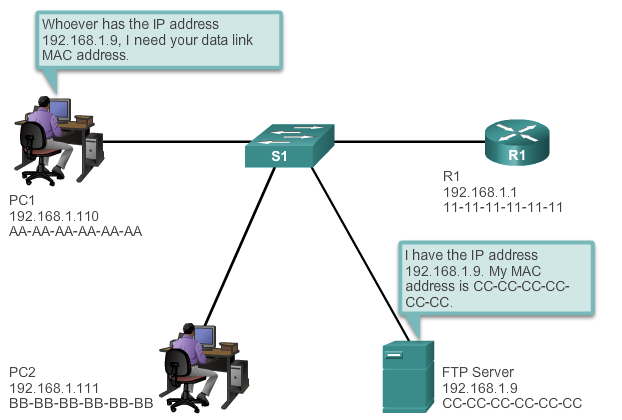 Whoever has the IP address
192.168.1.9, I need your data link
MAC address.
S1
R1
R1
192.168.1.1
11-11-11-11-11-11
PC1
192.168.1.110
AA-AA-AA-AA-AA-AA
I have the IP address
192.168.1.9. My MAC
address is CC-CC-CC-CC-
CC-CC.
PC2
192.168.1.111
BB-BB-BB-BB-BB-BB
FTP Server
192.168.1.9
CC-CC-CC-CC-CC-CC